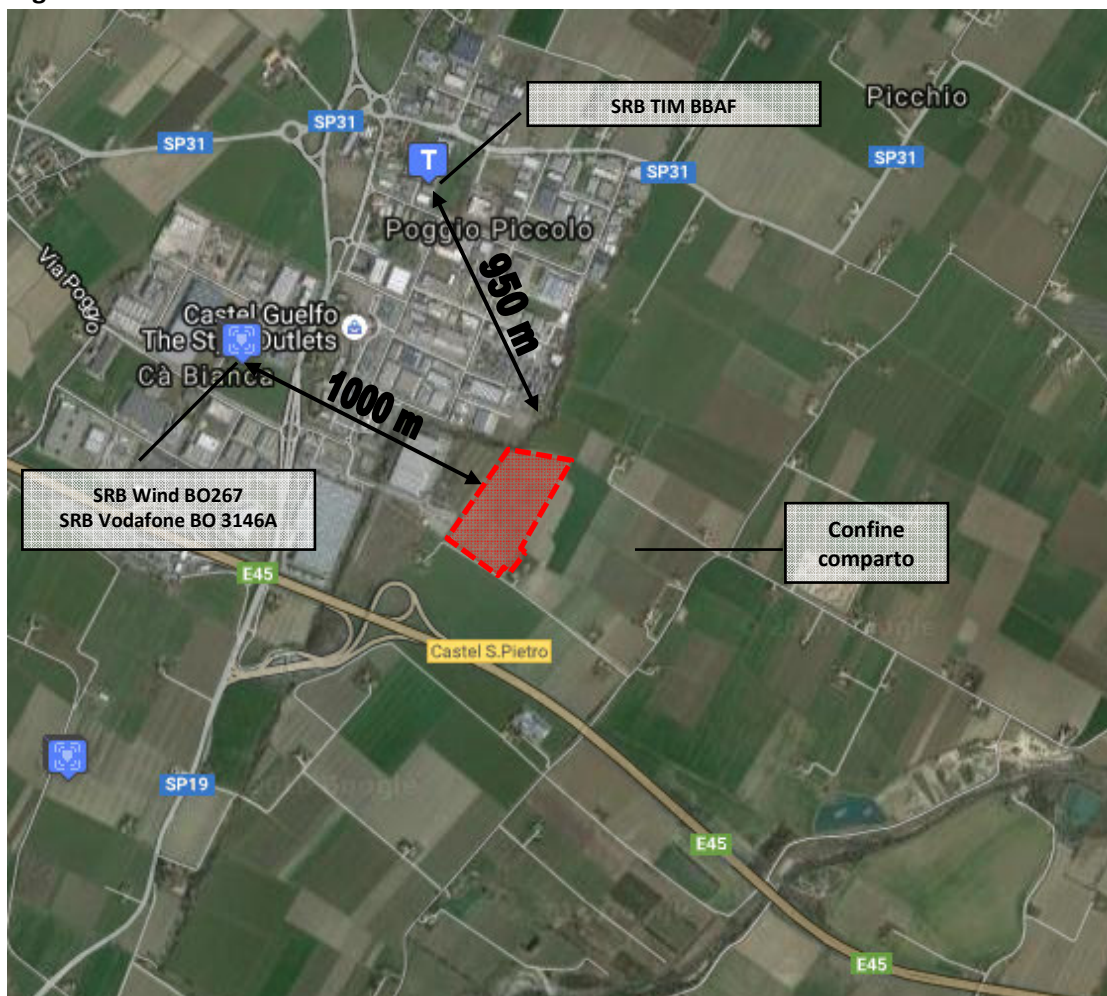 SRB TIM BBAF
Picchio
SP31
SP31
SP31
SP31
T
Poggio Piccolo
Via Poggio
950 m
Castel Guelfo
The St Outlets
Cà Bianca
1000 m
SRB Wind BO267
SRB Vodafone BO 3146A
Confine
comparto
E45
Castel S.Pietro
SP19
E45
E45